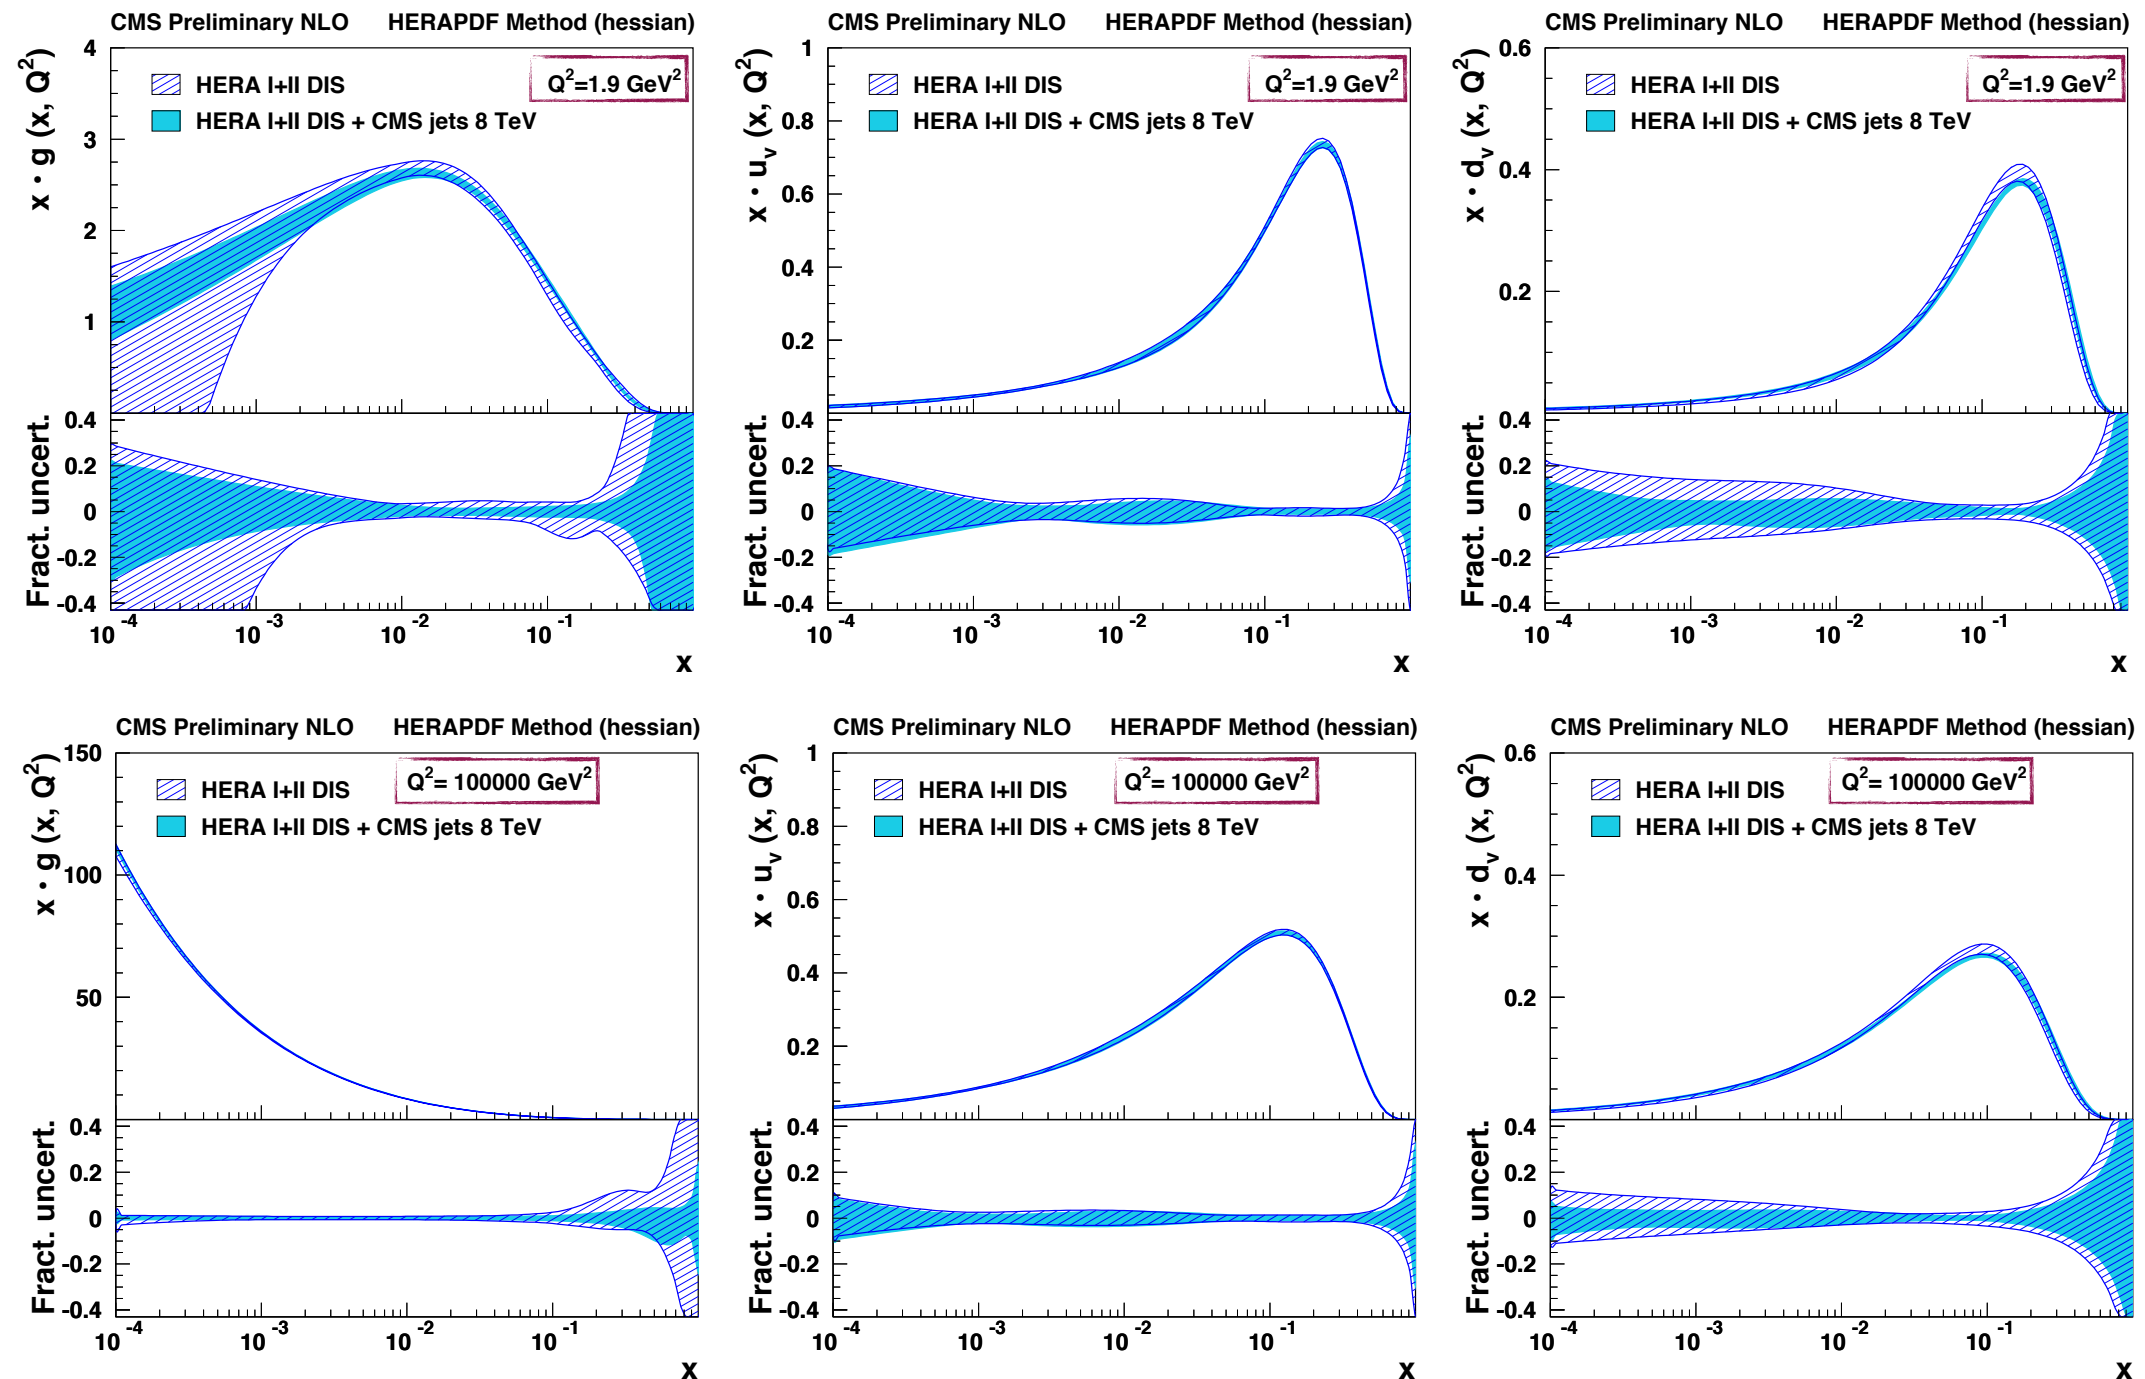 CMS Preliminary NLO HERAPDF Method (hessian)
x · g (x, Q²)
4
3
2
1
HERA I+II DIS
HERA I+II DIS + CMS jets 8 TeV
Q²=1.9 GeV²
Fract. uncert.
0.4
0.2
0
-0.2
-0.4
10⁻⁴ 10⁻³ 10⁻² 10⁻¹
x
CMS Preliminary NLO HERAPDF Method (hessian)
x · uᵥ (x, Q²)
1
0.8
0.6
0.4
0.2
HERA I+II DIS
HERA I+II DIS + CMS jets 8 TeV
Q²=1.9 GeV²
Fract. uncert.
0.4
0.2
0
-0.2
-0.4
10⁻⁴ 10⁻³ 10⁻² 10⁻¹
x
CMS Preliminary NLO HERAPDF Method (hessian)
x · dᵥ (x, Q²)
0.6
0.4
0.2
HERA I+II DIS
HERA I+II DIS + CMS jets 8 TeV
Q²=1.9 GeV²
Fract. uncert.
0.4
0.2
0
-0.2
-0.4
10⁻⁴ 10⁻³ 10⁻² 10⁻¹
x
CMS Preliminary NLO HERAPDF Method (hessian)
x · g (x, Q²)
150
100
50
Q²= 100000 GeV²
HERA I+II DIS
HERA I+II DIS + CMS jets 8 TeV
Fract. uncert.
0.4
0.2
0
-0.2
-0.4
10⁻⁴ 10⁻³ 10⁻² 10⁻¹
x
CMS Preliminary NLO HERAPDF Method (hessian)
x · uᵥ (x, Q²)
1
0.8
0.6
0.4
0.2
Q²= 100000 GeV²
HERA I+II DIS
HERA I+II DIS + CMS jets 8 TeV
Fract. uncert.
0.4
0.2
0
-0.2
-0.4
10⁻⁴ 10⁻³ 10⁻² 10⁻¹
x
CMS Preliminary NLO HERAPDF Method (hessian)
x · dᵥ (x, Q²)
0.6
0.4
0.2
Q²= 100000 GeV²
HERA I+II DIS
HERA I+II DIS + CMS jets 8 TeV
Fract. uncert.
0.4
0.2
0
-0.2
-0.4
10⁻⁴ 10⁻³ 10⁻² 10⁻¹
x